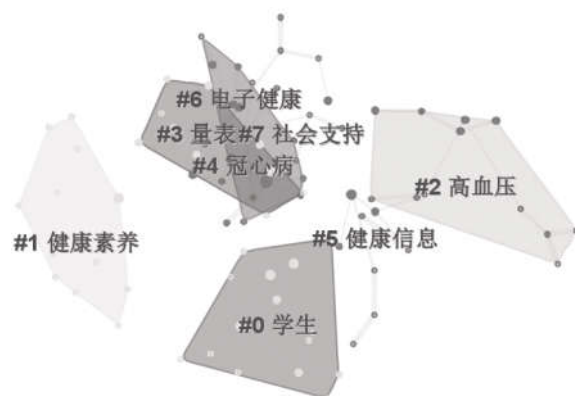 #6 电子健康
#3 量表#7 社会支持
#4 冠心病
#2 高血压
#1 健康素养
#5 健康信息
#0 学生